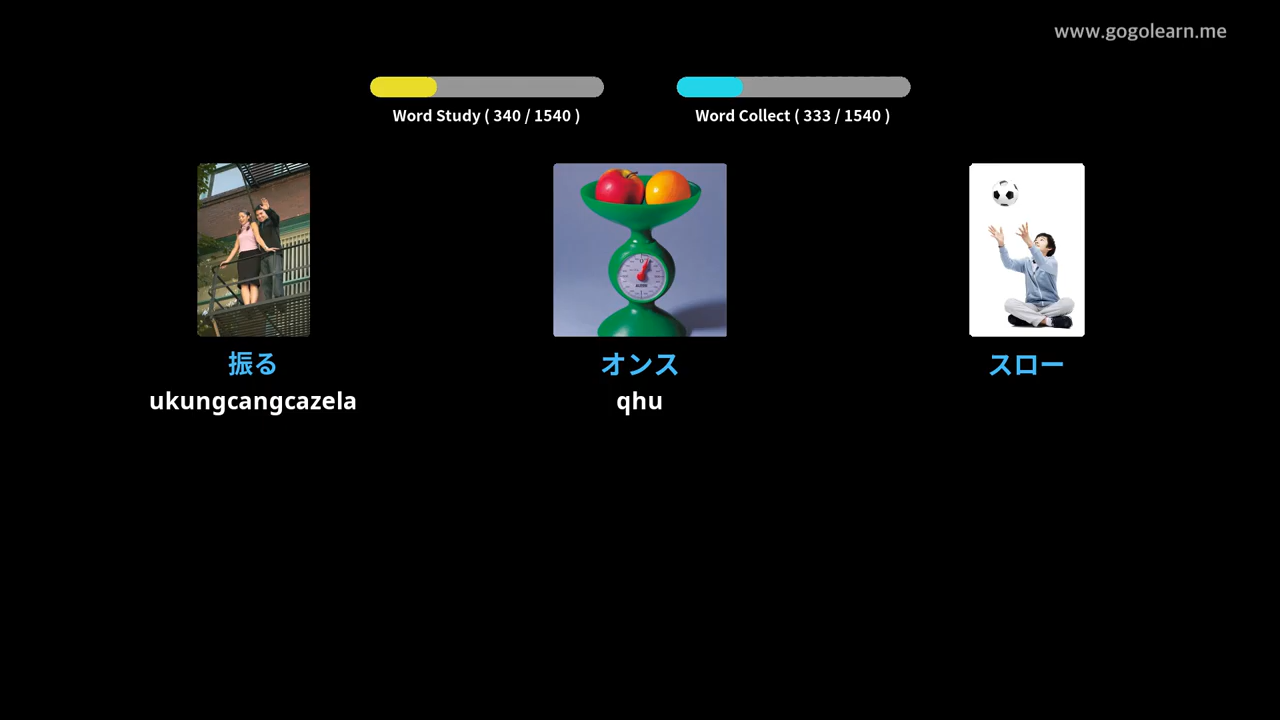 www.gogolearn.me
Word Study ( 340 / 1540 )
Word Collect ( 333 / 1540 )
振る
オンス
スロー
ukungcangcazela
qhu